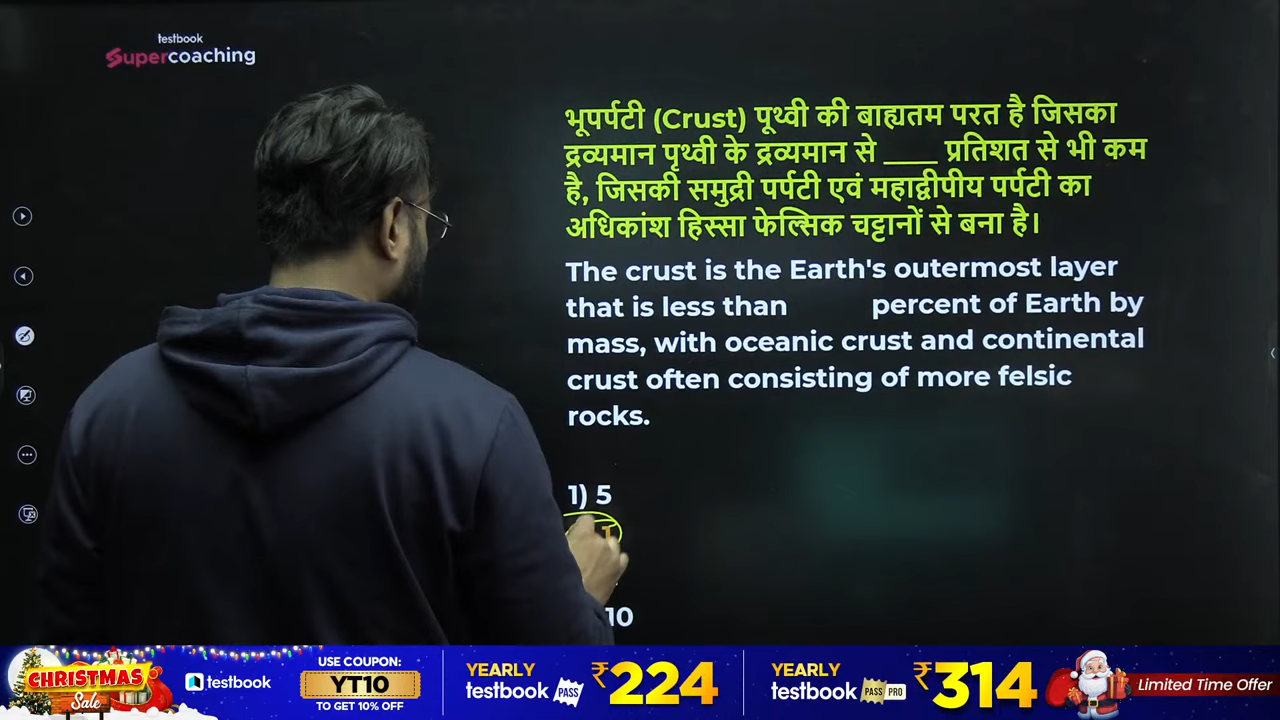 testbook
Supercoaching
भूपर्पटी (Crust) पृथ्वी की बाह्यतम परत है जिसका
द्रव्यमान पृथ्वी के द्रव्यमान से ____ प्रतिशत से भी कम
है, जिसकी समुद्री पर्पटी एवं महाद्वीपीय पर्पटी का
अधिकांश हिस्सा फेल्सिक चट्टानों से बना है।
The crust is the Earth's outermost layer
that is less than percent of Earth by
mass, with oceanic crust and continental
crust often consisting of more felsic
rocks.
1) 5
1
10
CHRISTMAS
Sale
testbook
USE COUPON:
YT10
TO GET 10% OFF
YEARLY
testbook PASS
₹224
YEARLY
testbook PASS PRO
₹314
Limited Time Offer